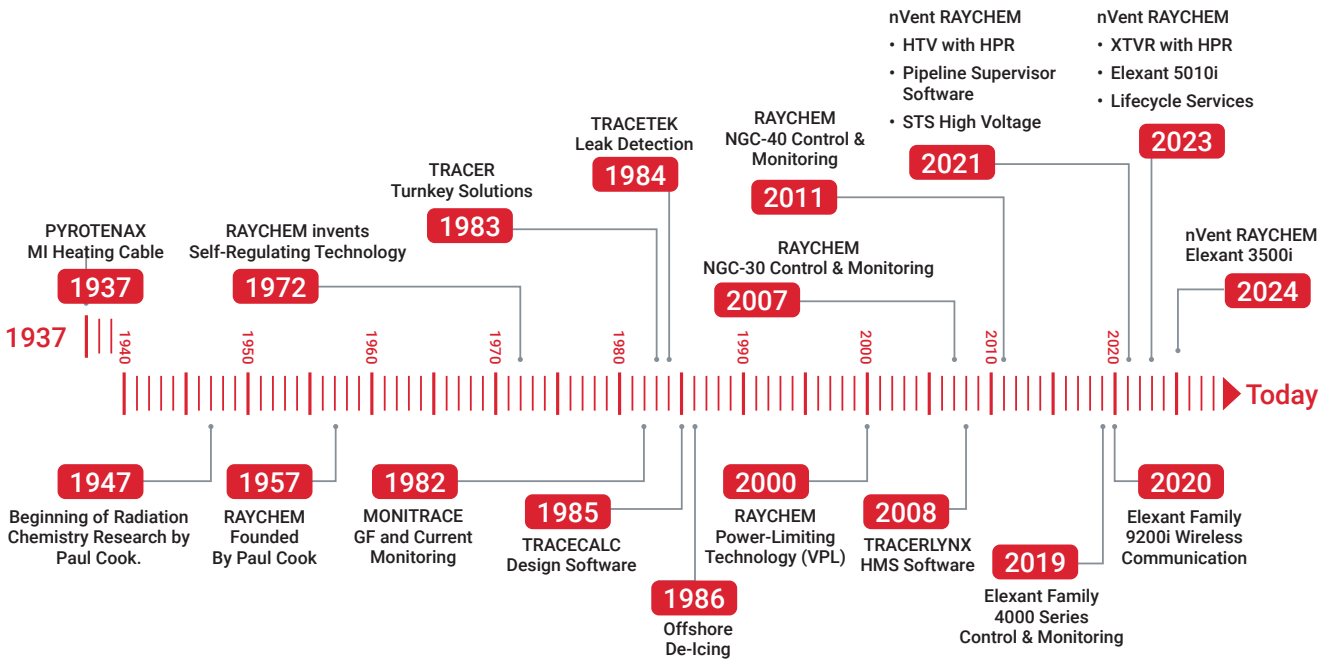 PYROTENAX
MI Heating Cable
1937
RAYCHEM invents
Self-Regulating Technology
1972
TRACER
Turnkey Solutions
1983
TRACETEK
Leak Detection
1984
RAYCHEM
NGC-30 Control & Monitoring
2007
RAYCHEM
NGC-40 Control &
Monitoring
2011
nVent RAYCHEM
• HTV with HPR
• Pipeline Supervisor
Software
• STS High Voltage
2021
nVent RAYCHEM
• XTVR with HPR
• Elexant 5010i
• Lifecycle Services
2023
nVent RAYCHEM
Elexant 3500i
2024
1937
1940
1950
1960
1970
1980
1990
2000
2010
2020
Today
1947
Beginning of Radiation
Chemistry Research by
Paul Cook.
1957
RAYCHEM
Founded
By Paul Cook
1982
MONITRACE
GF and Current
Monitoring
1985
TRACECALC
Design Software
1986
Offshore
De-Icing
2000
RAYCHEM
Power-Limiting
Technology (VPL)
2008
TRACERLYNX
HMS Software
2019
Elexant Family
4000 Series
Control & Monitoring
2020
Elexant Family
9200i Wireless
Communication